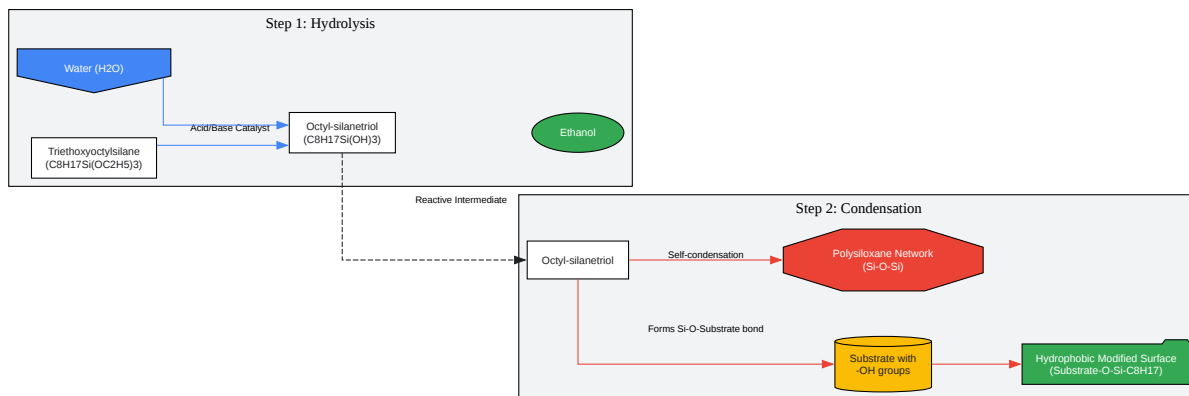 Step 1: Hydrolysis
Water (H2O)
Acid/Base Catalyst
Octyl-silanetriol
(C8H17Si(OH)3)
Ethanol
Triethoxyoctylsilane
(C8H17Si(OC2H5)3)
Reactive Intermediate
Step 2: Condensation
Octyl-silanetriol
Self-condensation
Polysiloxane Network
(Si-O-Si)
Forms Si-O-Substrate bond
Substrate with
-OH groups
Hydrophobic Modified Surface
(Substrate-O-Si-C8H17)